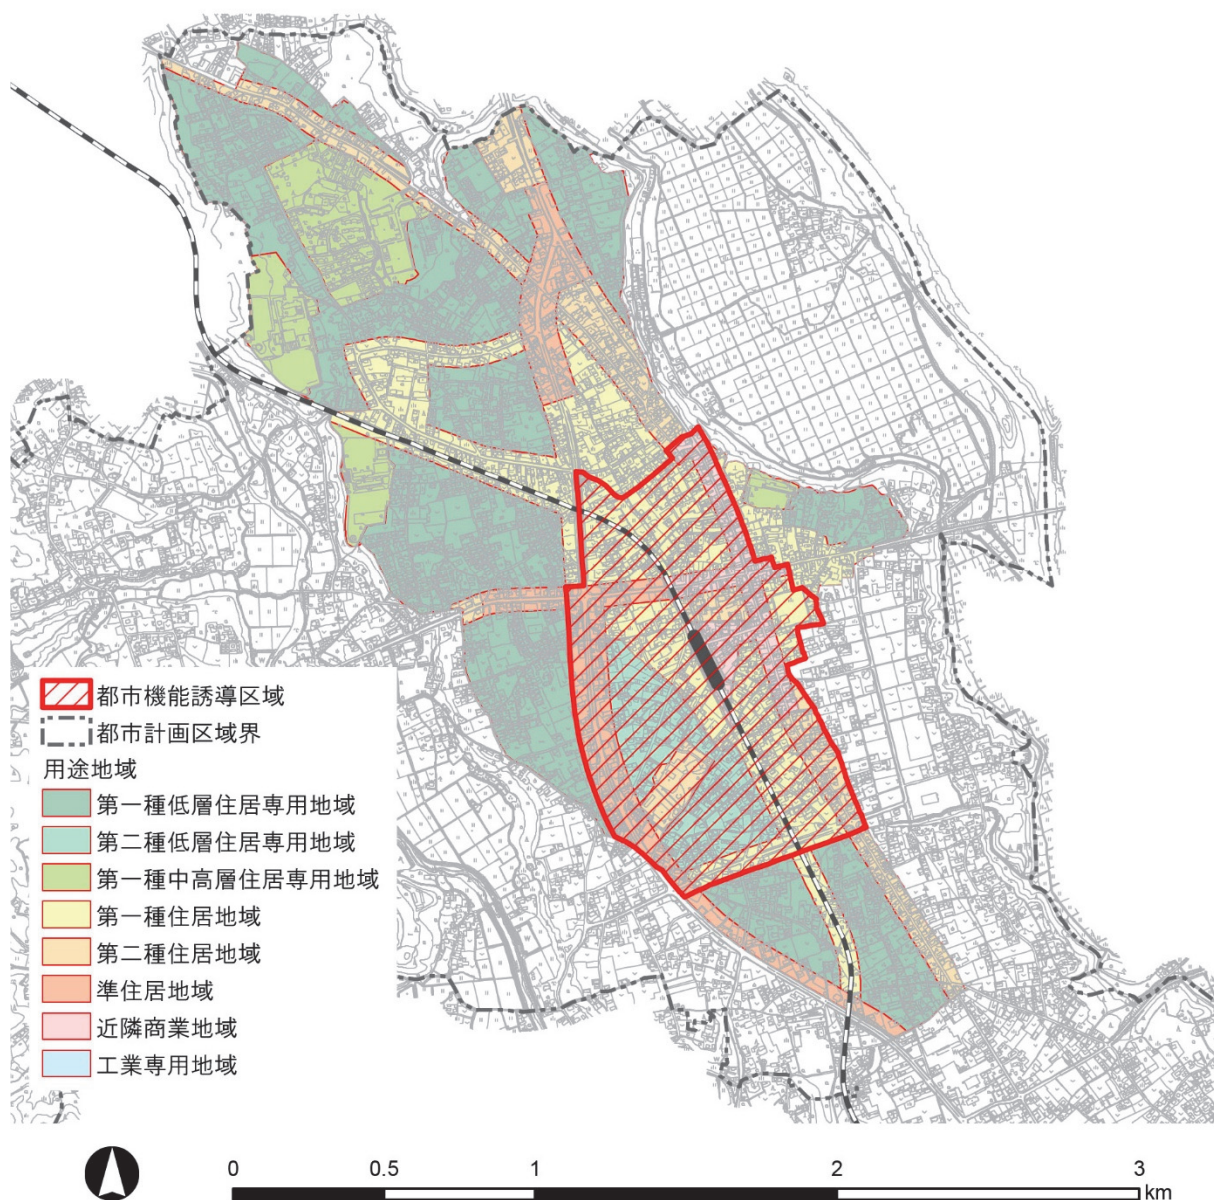 都市機能誘導区域
都市計画区域界
用途地域
第一種低層住居専用地域
第二種低層住居専用地域
第一種中高層住居専用地域
第一種住居地域
第二種住居地域
準住居地域
近隣商業地域
工業専用地域
0 0.5 1 2 3
km